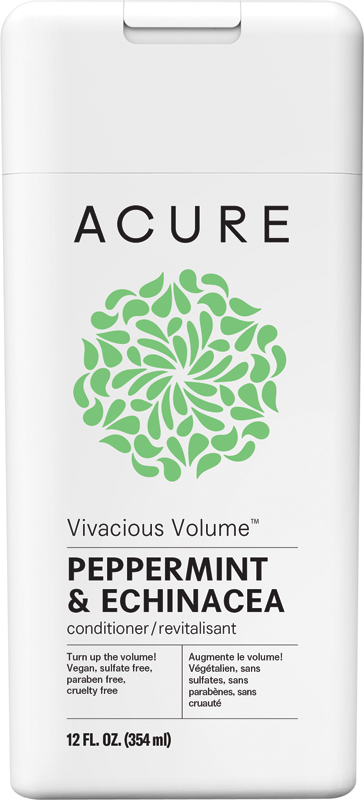 ACURE
Vivacious Volume™
PEPPERMINT
& ECHINACEA
conditioner/revitalisant
Turn up the volume!
Vegan, sulfate free,
paraben free,
cruelty free
Augmente le volume!
Végétalien, sans
sulfates, sans
parabènes, sans
cruauté
12 FL. OZ. (354 ml)